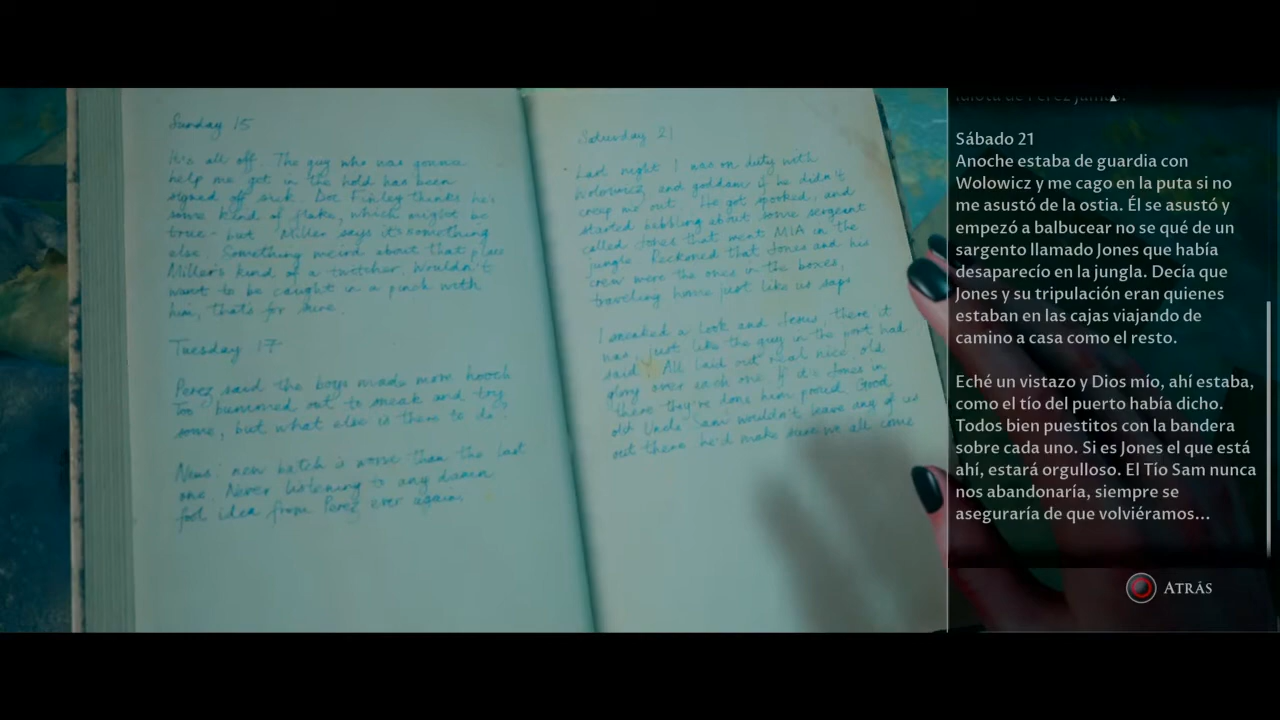 Sunday 15
It's all off. The guy who was gonna
help me get in the hold has been
signed off sick. Doc Finley thinks he's
some kind of flake, which might be
true - but Miller says it's something
else. Something weird about that place
Miller's kind of a twitcher. Wouldn't
want to be caught in a pinch with
him, that's for sure.
Tuesday 17
Perez said the boys made more hooch
Too bummed out to sneak and try
some, but what else is there to do.
News: new batch is worse than the last
one. Never listening to any damn
fool idea from Perez ever again.
Saturday 21
Last night I was on duty with
Wolowicz and goddam if he didn't
creep me out. He got spooked, and
started babbling about some sergeant
called Jones that went MIA in the
jungle. Reckoned that Jones and his
crew were the ones in the boxes,
traveling home just like us saps
I sneaked a look and Jesus there it
was, just like the guy in the port had
said. All laid out real nice old
glory over each one. If it's Jones in
there they're done him proud. Good
old Uncle Sam wouldn't leave any of us
out there he'd make sure we all come
idiota de Pérez jamás.
Sábado 21
Anoche estaba de guardia con
Wolowicz y me cago en la puta si no
me asustó de la ostia. Él se asustó y
empezó a balbucear no se qué de un
sargento llamado Jones que había
desaparecío en la jungla. Decía que
Jones y su tripulación eran quienes
estaban en las cajas viajando de
camino a casa como el resto.
Eché un vistazo y Dios mío, ahí estaba,
como el tío del puerto había dicho.
Todos bien puestitos con la bandera
sobre cada uno. Si es Jones el que está
ahí, estará orgulloso. El Tío Sam nunca
nos abandonaría, siempre se
aseguraría de que volviéramos...
ATRÁS